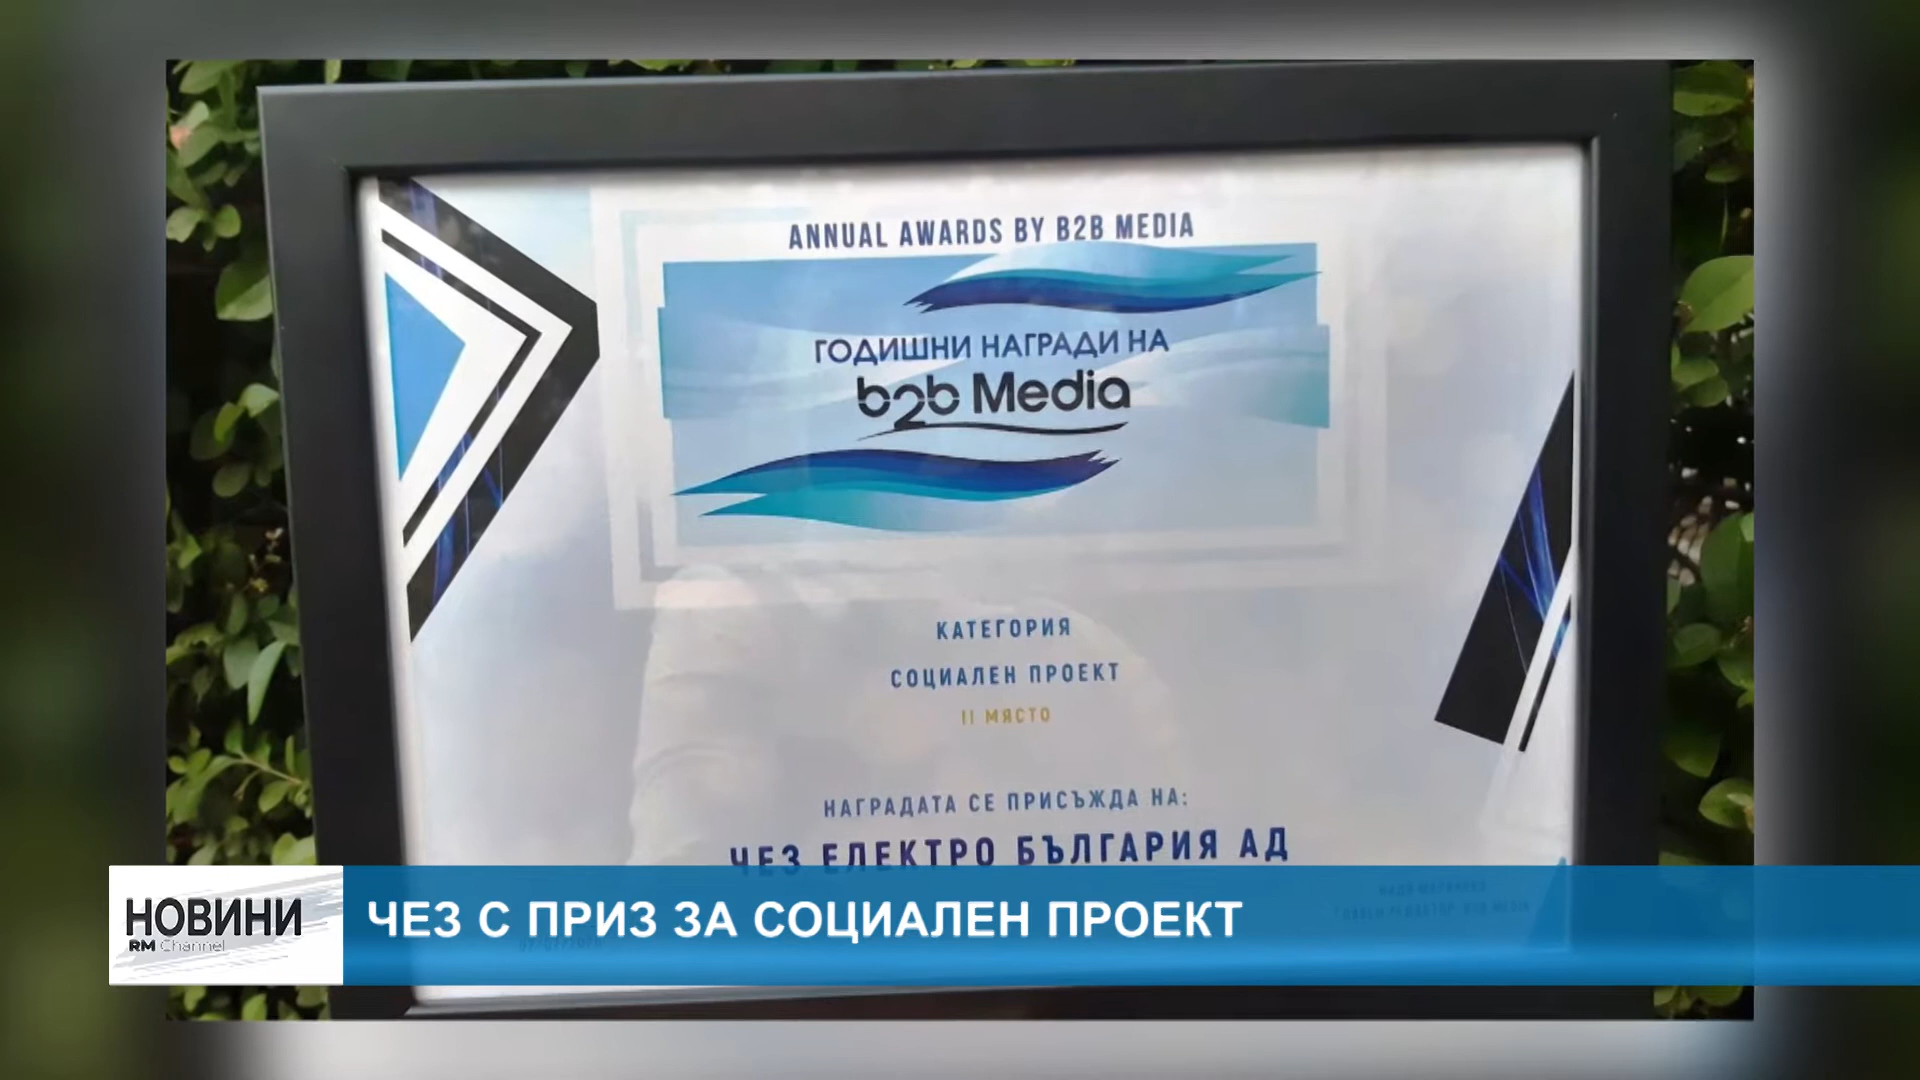 ANNUAL AWARDS BY B2B MEDIA
ГОДИШНИ НАГРАДИ НА
b2b Media
КАТЕГОРИЯ
СОЦИАЛЕН ПРОЕКТ
II МЯСТО
НАГРАДАТА СЕ ПРИСЪЖДА НА:
ЧЕЗ ЕЛЕКТРО БЪЛГАРИЯ АД
НОВИНИ
RM Channel
ЧЕЗ С ПРИЗ ЗА СОЦИАЛЕН ПРОЕКТ